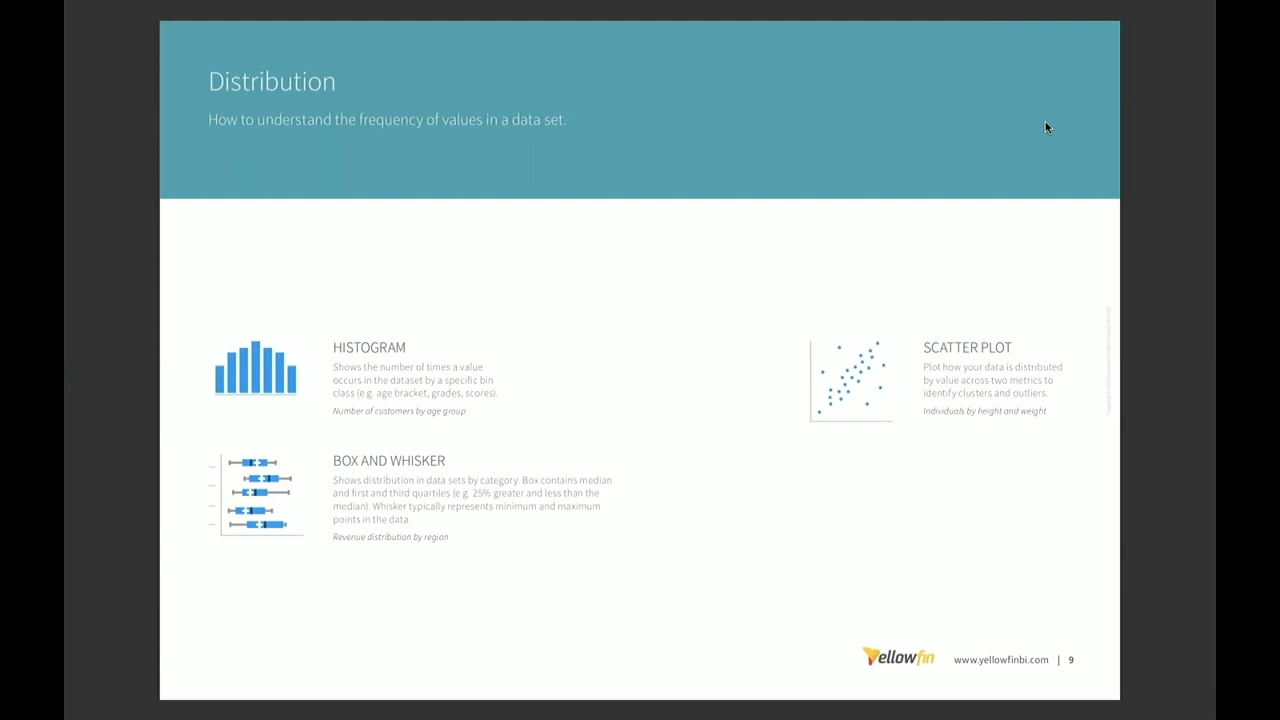 Distribution
How to understand the frequency of values in a data set.
HISTOGRAM
Shows the number of times a value
occurs in the dataset by a specific bin
class (e.g. age bracket, grades, scores).
Number of customers by age group
SCATTER PLOT
Plot how your data is distributed
by value across two metrics to
identify clusters and outliers.
Individuals by height and weight
BOX AND WHISKER
Shows distribution in data sets by category. Box contains median
and first and third quartiles (e.g. 25% greater and less than the
median). Whisker typically represents minimum and maximum
points in the data.
Revenue distribution by region
Yellowfin
www.yellowfinbi.com | 9